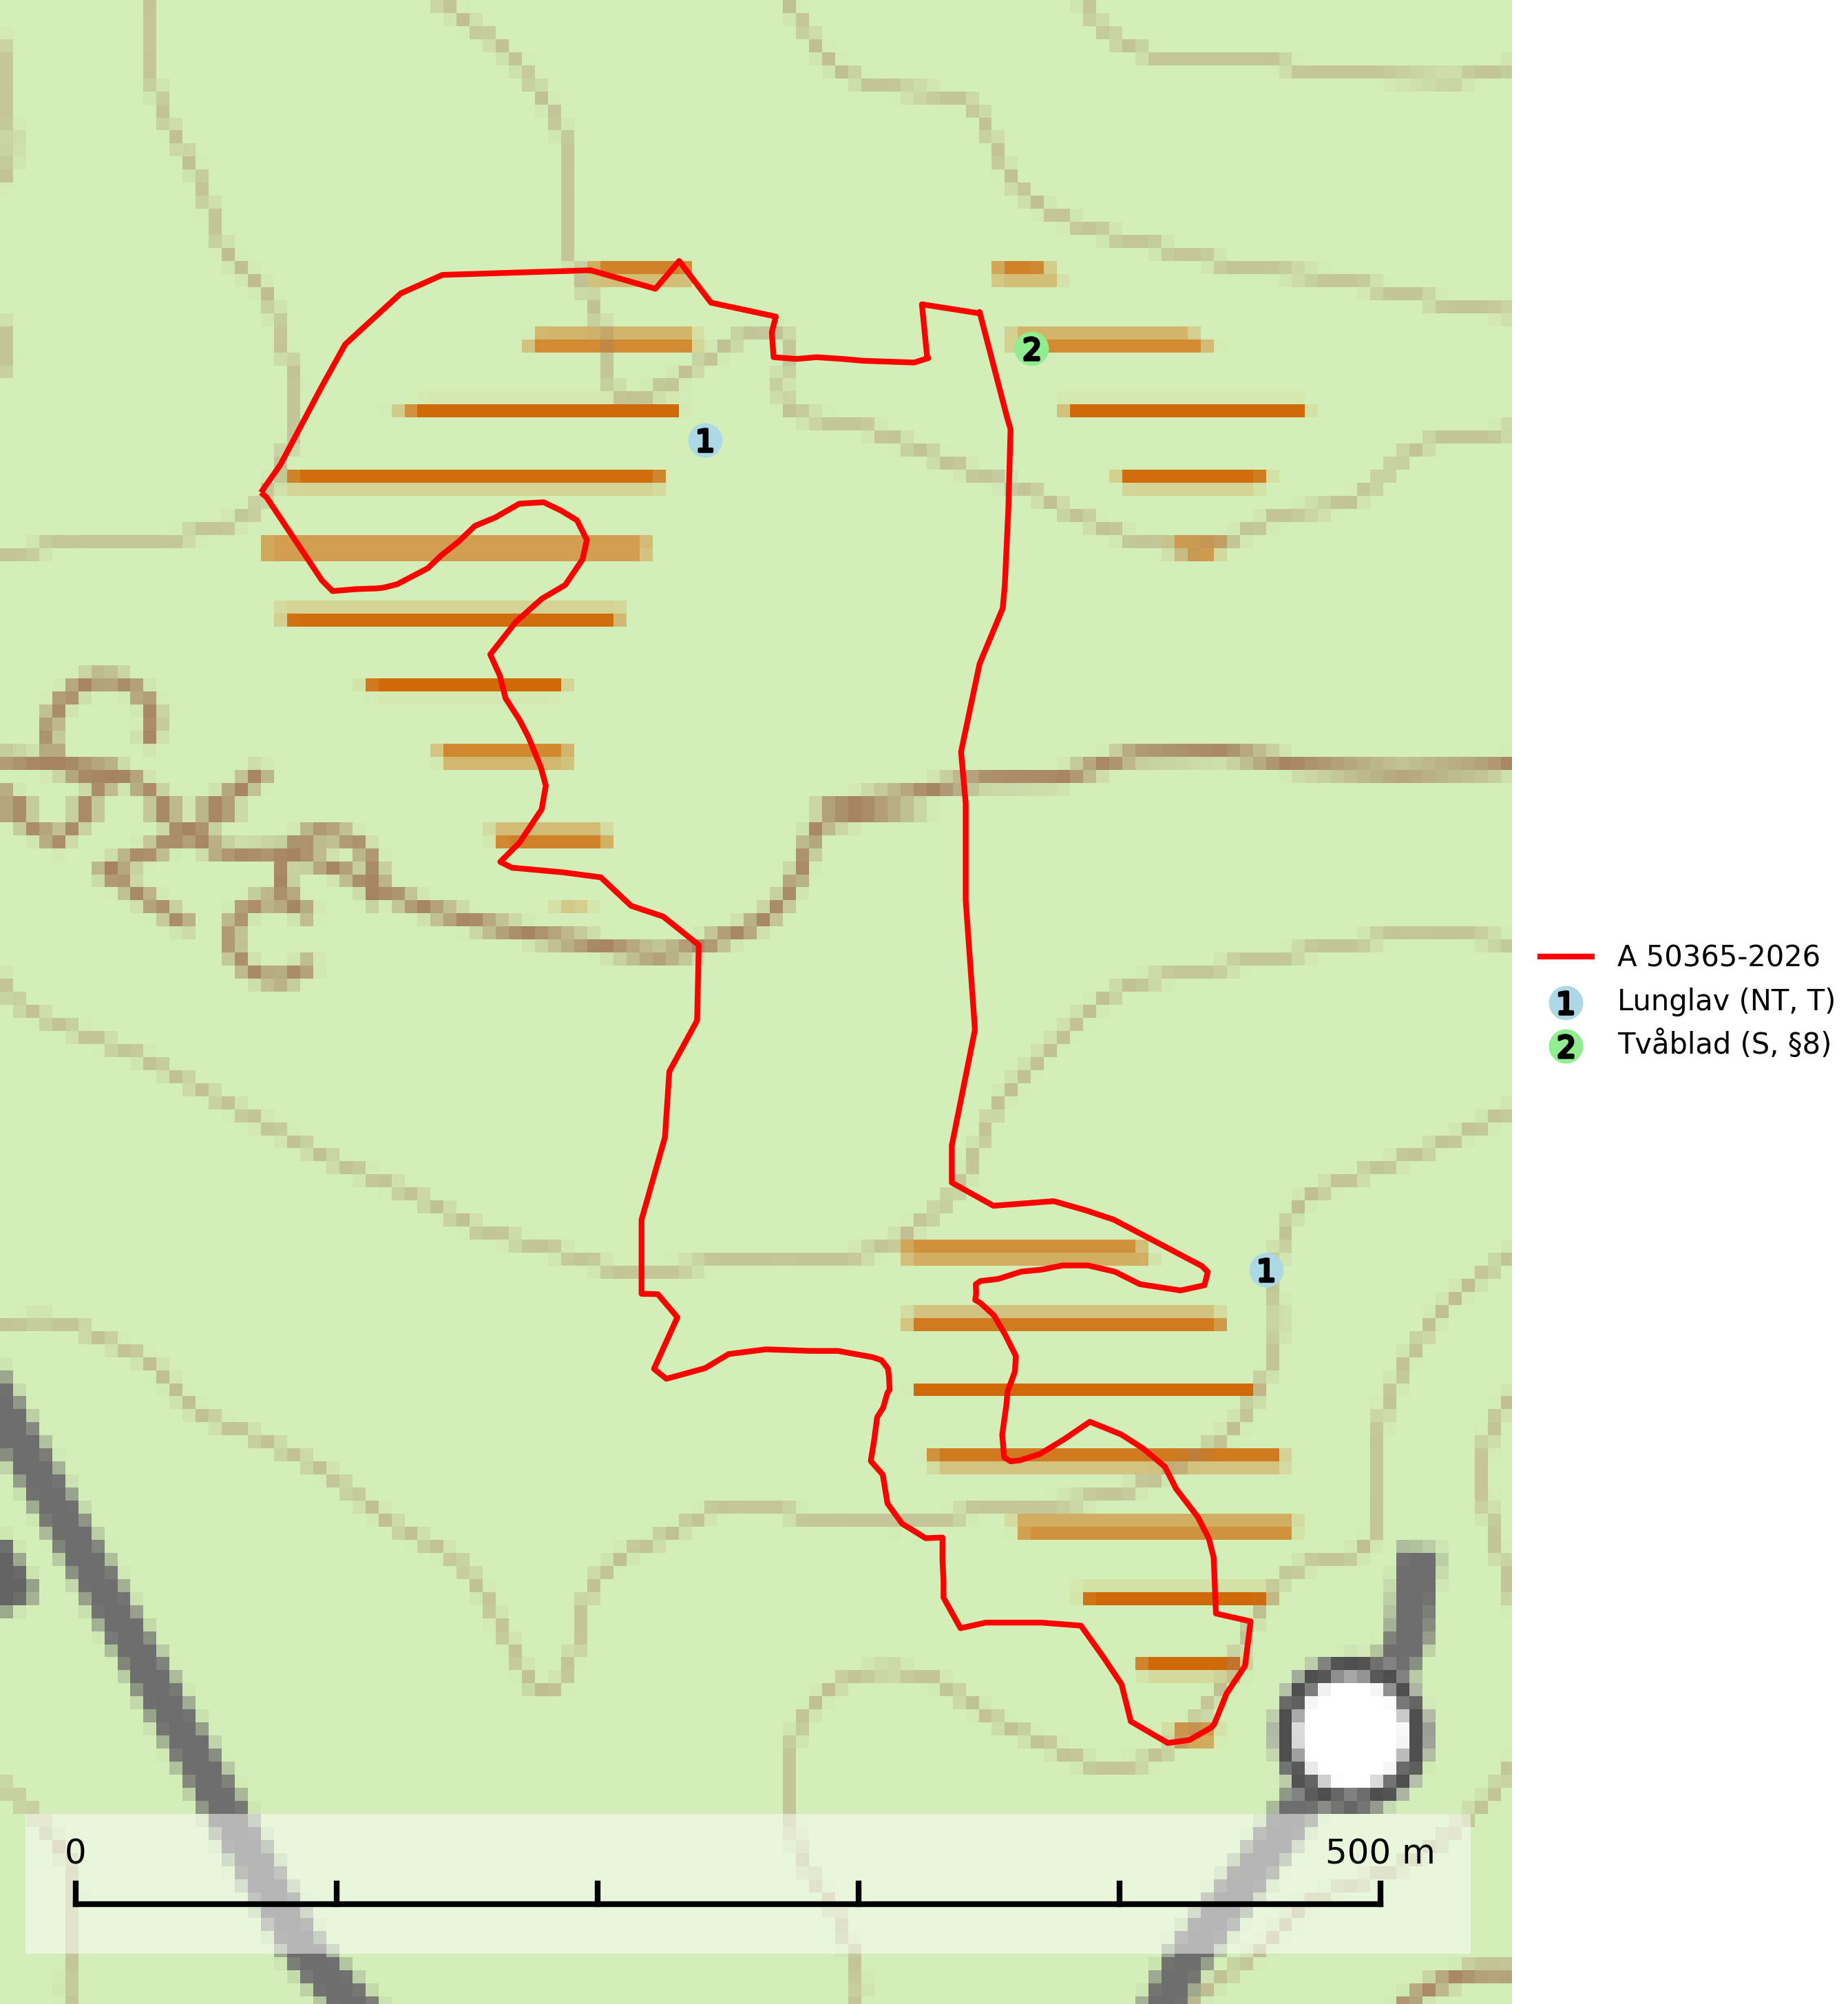 2
1
1
A 50365-2026
1 Lunglav (NT, T)
2 Tvåblad (S, §8)
0 500 m